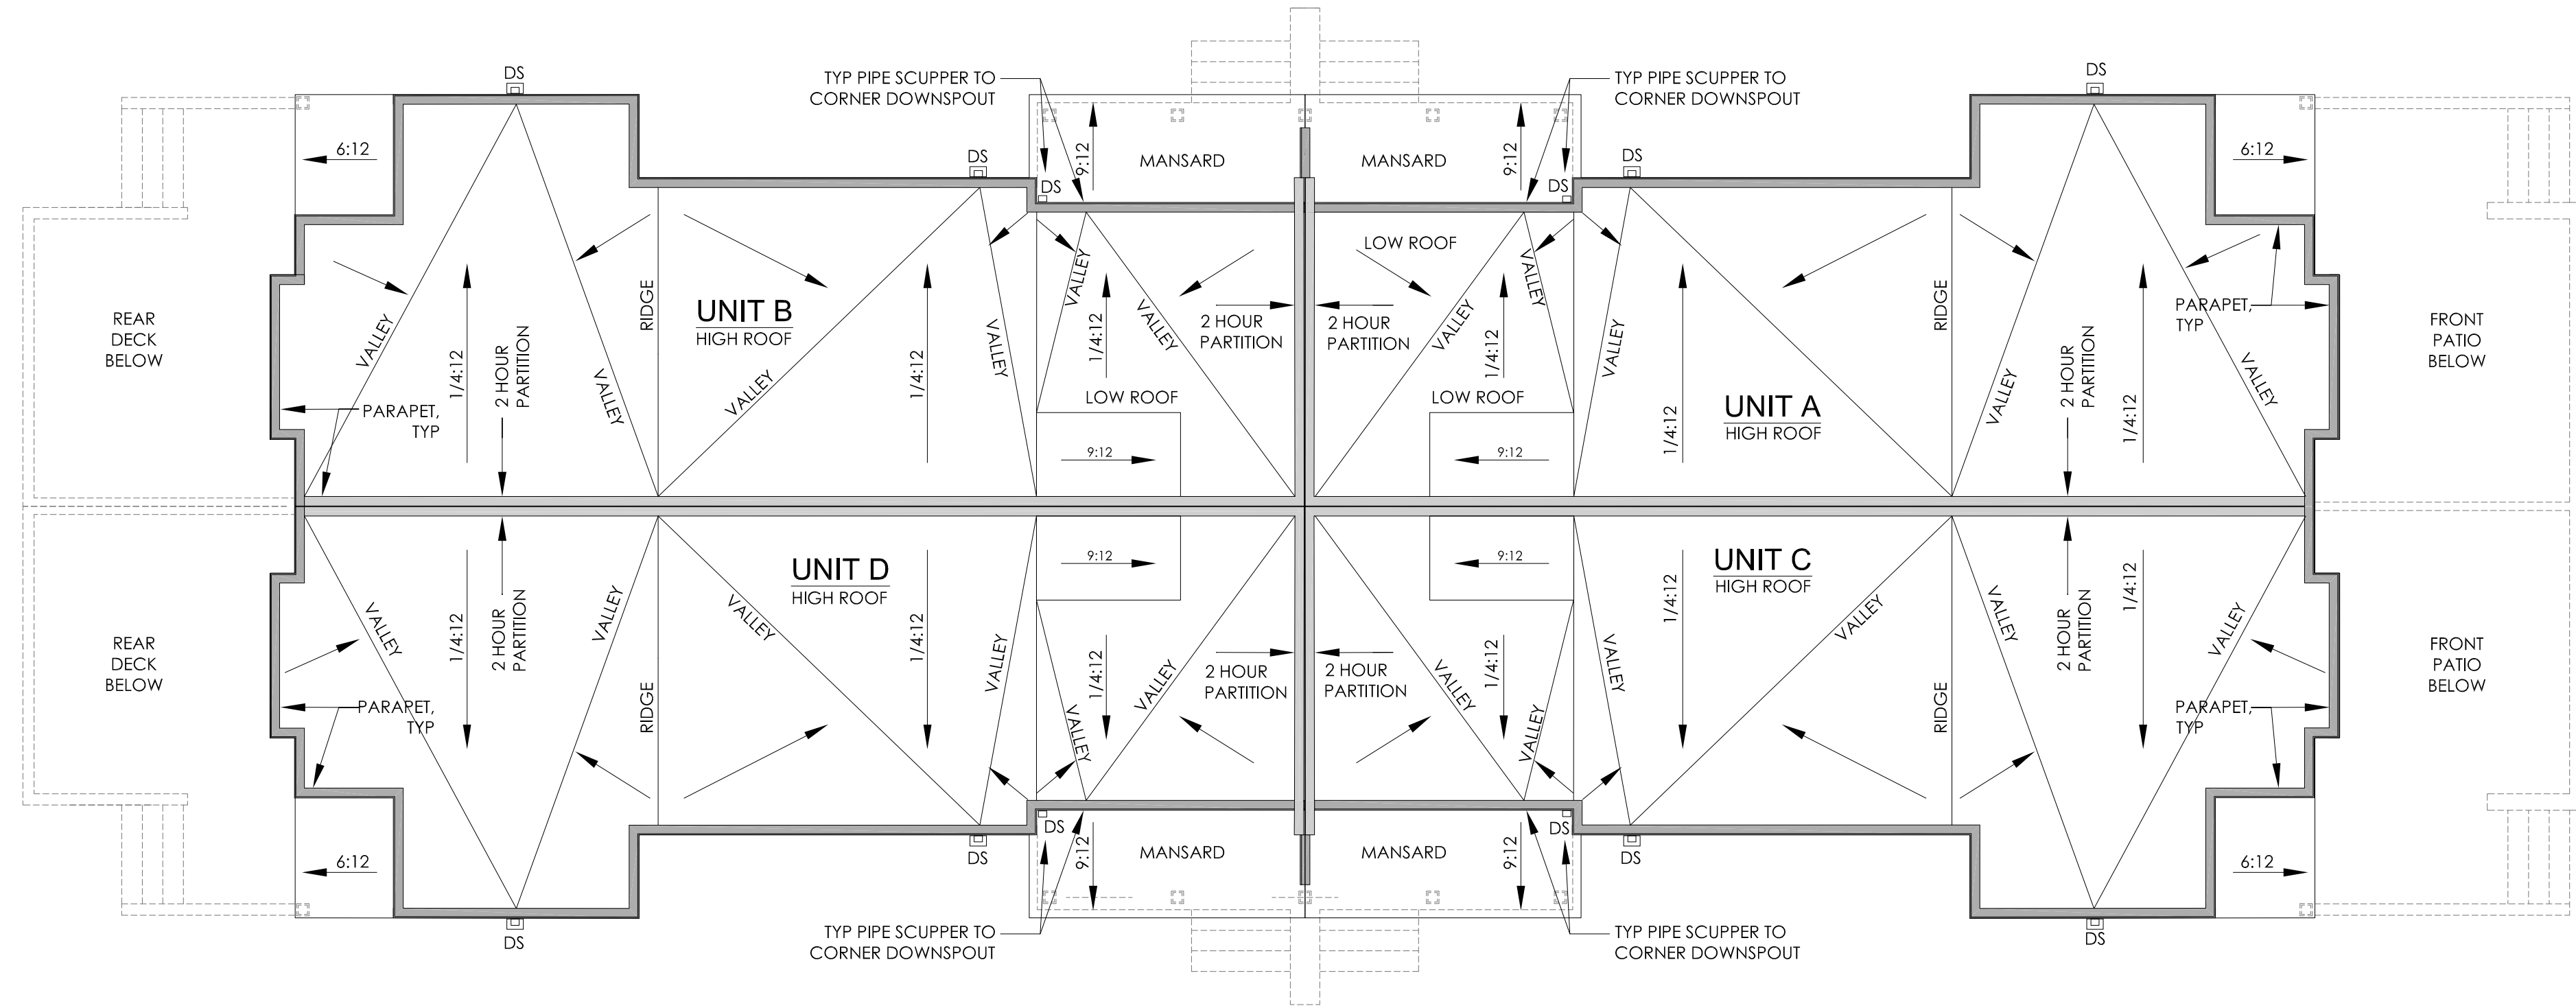 DS
DS
TYP PIPE SCUPPER TO
CORNER DOWNSPOUT
TYP PIPE SCUPPER TO
CORNER DOWNSPOUT
6:12
DS
DS
9:12
MANSARD
MANSARD
9:12
DS
DS
6:12
LOW ROOF
REAR
DECK
BELOW
VALLEY
1/4:12
2 HOUR
PARTITION
PARAPET,
TYP
VALLEY
RIDGE
UNIT B
HIGH ROOF
VALLEY
1/4:12
VALLEY
VALLEY
1/4:12
VALLEY
LOW ROOF
9:12
2 HOUR
PARTITION
2 HOUR
PARTITION
VALLEY
1/4:12
VALLEY
LOW ROOF
9:12
VALLEY
1/4:12
UNIT A
HIGH ROOF
RIDGE
VALLEY
2 HOUR
PARTITION
1/4:12
VALLEY
PARAPET,
TYP
FRONT
PATIO
BELOW
REAR
DECK
BELOW
VALLEY
1/4:12
2 HOUR
PARTITION
PARAPET,
TYP
VALLEY
RIDGE
VALLEY
UNIT D
HIGH ROOF
1/4:12
VALLEY
9:12
VALLEY
1/4:12
VALLEY
2 HOUR
PARTITION
2 HOUR
PARTITION
9:12
VALLEY
1/4:12
VALLEY
VALLEY
1/4:12
UNIT C
HIGH ROOF
VALLEY
RIDGE
VALLEY
2 HOUR
PARTITION
1/4:12
VALLEY
PARAPET,
TYP
FRONT
PATIO
BELOW
6:12
DS
DS
9:12
MANSARD
MANSARD
9:12
DS
DS
6:12
DS
TYP PIPE SCUPPER TO
CORNER DOWNSPOUT
TYP PIPE SCUPPER TO
CORNER DOWNSPOUT
DS